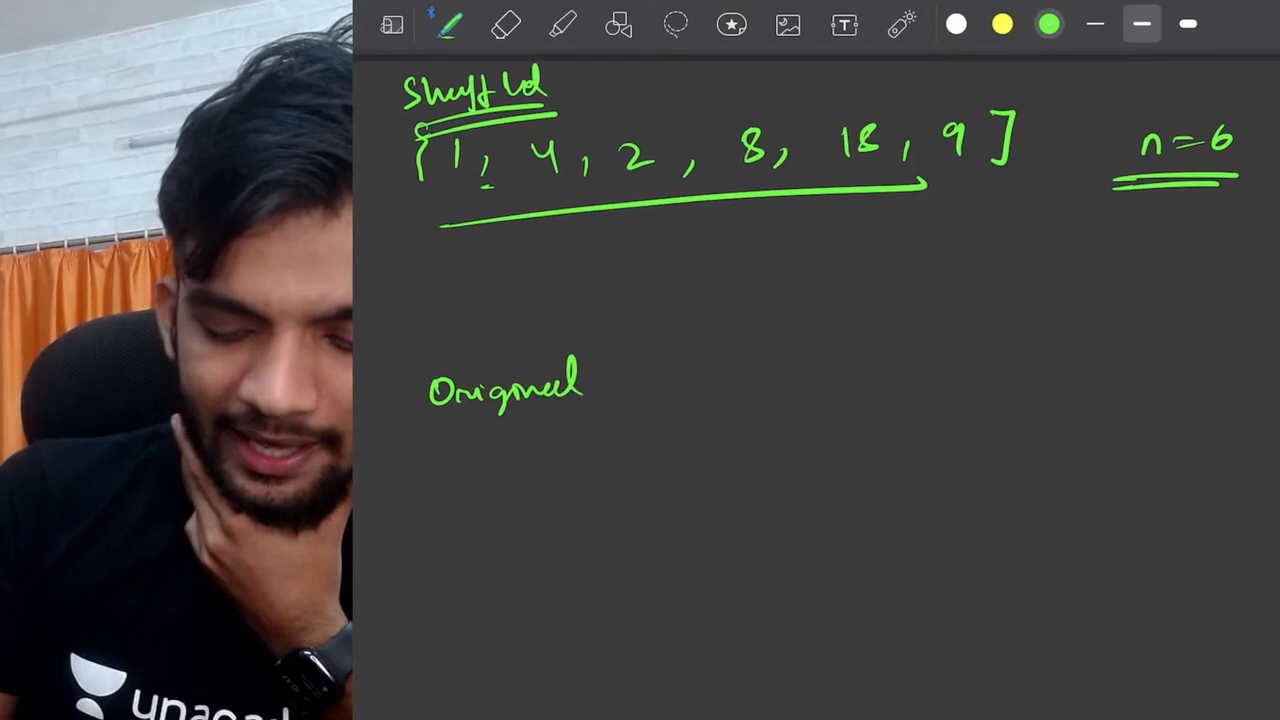 Shuffled
[ 1, 4, 2, 8, 18, 9 ] n=6
Original
unacad
T